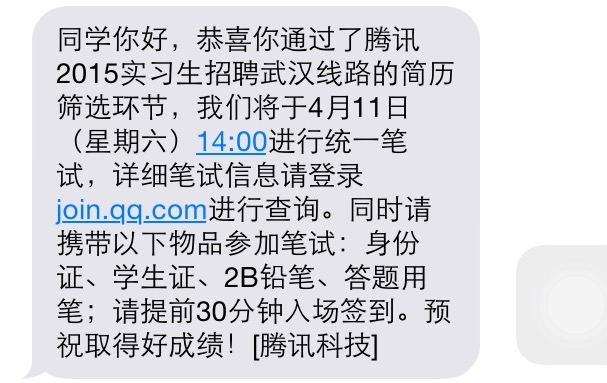 同学你好，恭喜你通过了腾讯
2015实习生招聘武汉线路的简历
筛选环节，我们将于4月11日
（星期六）14:00进行统一笔
试，详细笔试信息请登录
join.qq.com进行查询。同时请
携带以下物品参加笔试：身份
证、学生证、2B铅笔、答题用
笔；请提前30分钟入场签到。预
祝取得好成绩！[腾讯科技]